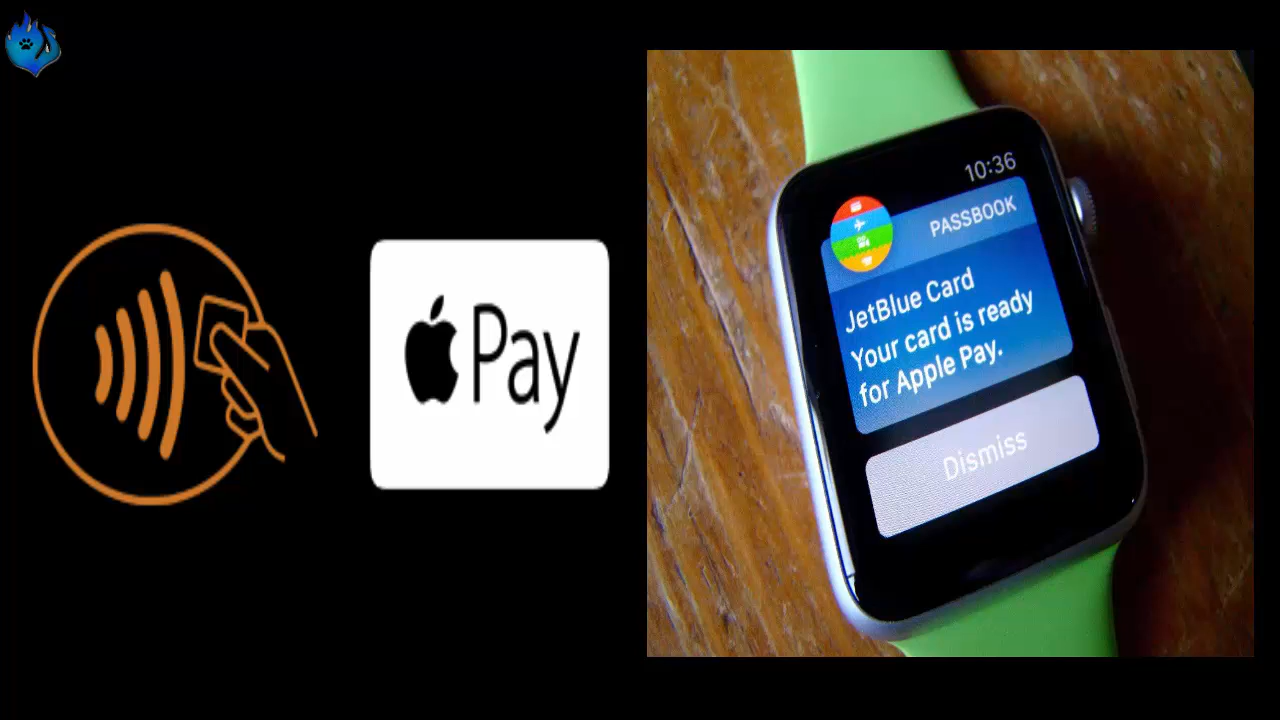 Pay
10:36
PASSBOOK
JetBlue Card
Your card is ready
for Apple Pay.
Dismiss